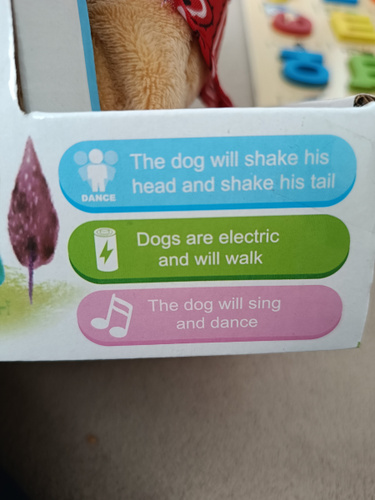 The dog will shake his
head and shake his tail
DANCE
Dogs are electric
and will walk
The dog will sing
and dance